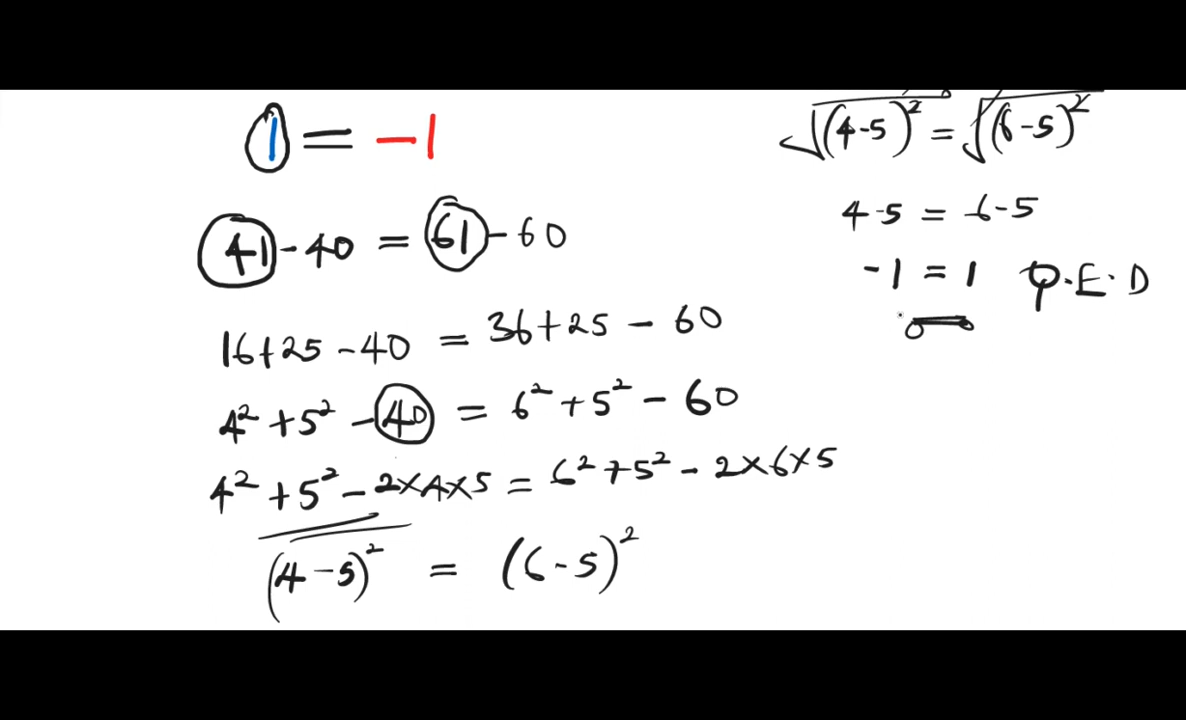 1 = -1
41 - 40 = 61 - 60
16+25 - 40 = 36+25 - 60
4² + 5² - 40 = 6² + 5² - 60
4² + 5² - 2×4×5 = 6² + 5² - 2×6×5
(4-5)² = (6-5)²
√(4-5)² = √(6-5)²
4-5 = 6-5
-1 = 1 Q.E.D